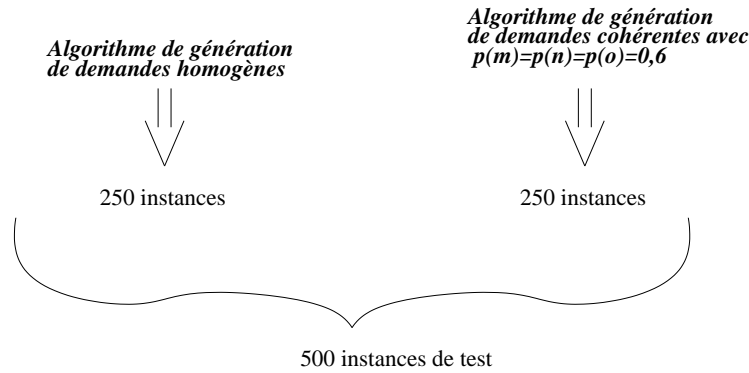 Algorithme de génération
de demandes homogènes
Algorithme de génération
de demandes cohérentes avec
p(m)=p(n)=p(o)=0,6
250 instances
250 instances
500 instances de test